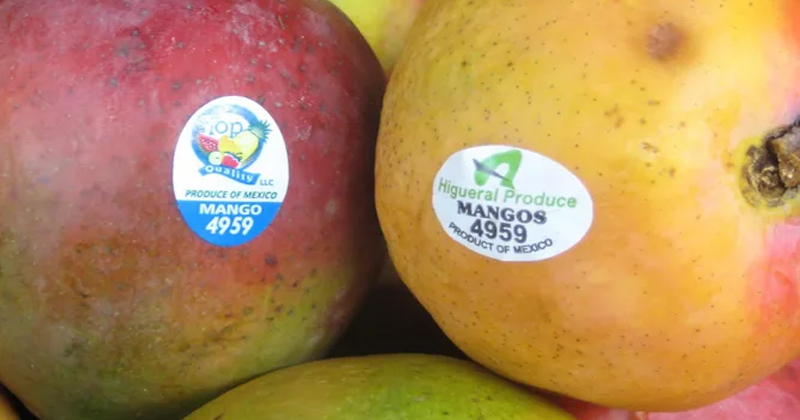 Top
Quality LLC
PRODUCE OF MEXICO
MANGO
4959
Higueral Produce
MANGOS
4959
PRODUCT OF MEXICO